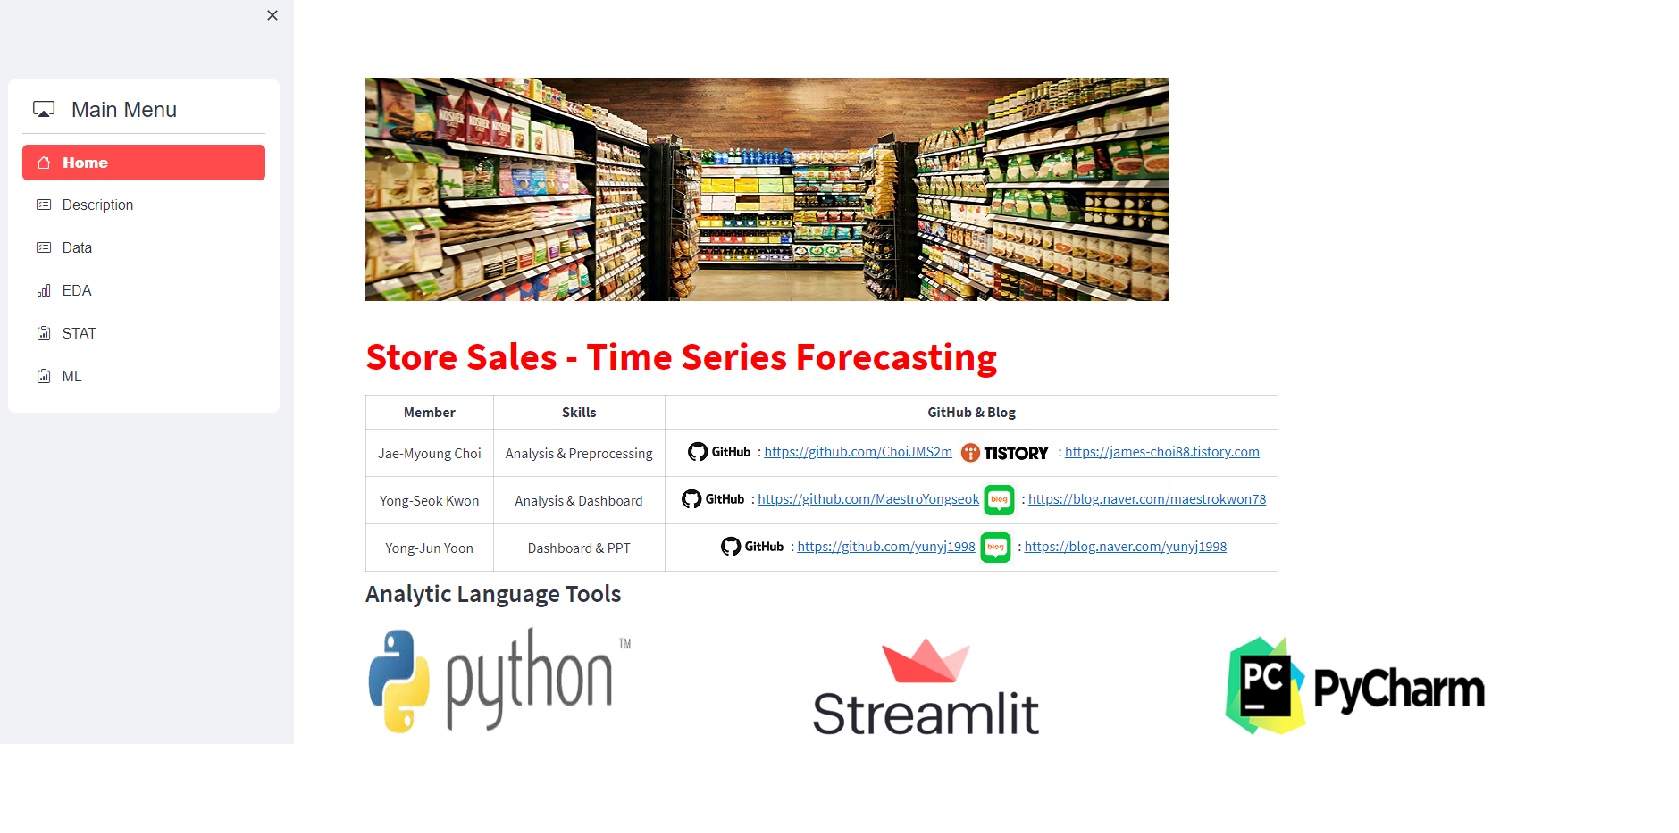 Main Menu
Home
Description
Data
EDA
STAT
ML
KOSHER
Store Sales - Time Series Forecasting
Member Skills GitHub & Blog
Jae-Myoung Choi Analysis & Preprocessing GitHub : https://github.com/ChoiJMS2m TISTORY : https://james-choi88.tistory.com
Yong-Seok Kwon Analysis & Dashboard GitHub : https://github.com/MaestroYongseok blog : https://blog.naver.com/maestrokwon78
Yong-Jun Yoon Dashboard & PPT GitHub : https://github.com/yunyj1998 blog : https://blog.naver.com/yunyj1998
Analytic Language Tools
python TM
Streamlit
PC PyCharm